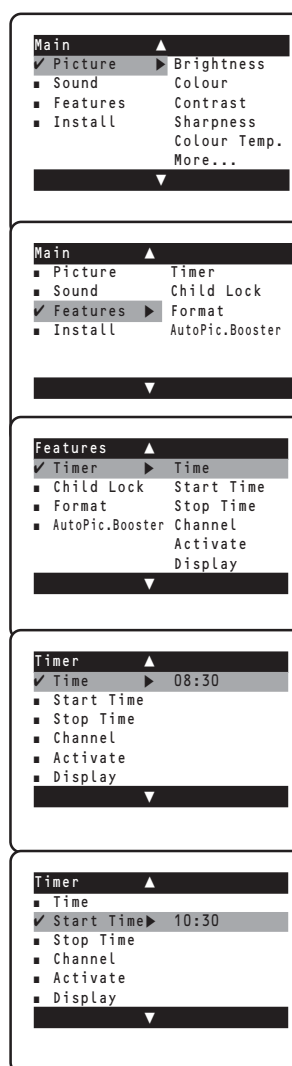 Main ▲
✔ Picture ▶ Brightness
■ Sound Colour
■ Features Contrast
■ Install Sharpness
Colour Temp.
More...
▼
Main ▲
■ Picture Timer
■ Sound Child Lock
✔ Features ▶ Format
■ Install AutoPic.Booster
▼
Features ▲
✔ Timer ▶ Time
■ Child Lock Start Time
■ Format Stop Time
■ AutoPic.Booster Channel
Activate
Display
▼
Timer ▲
✔ Time ▶ 08:30
■ Start Time
■ Stop Time
■ Channel
■ Activate
■ Display
▼
Timer ▲
■ Time
✔ Start Time▶ 10:30
■ Stop Time
■ Channel
■ Activate
■ Display
▼